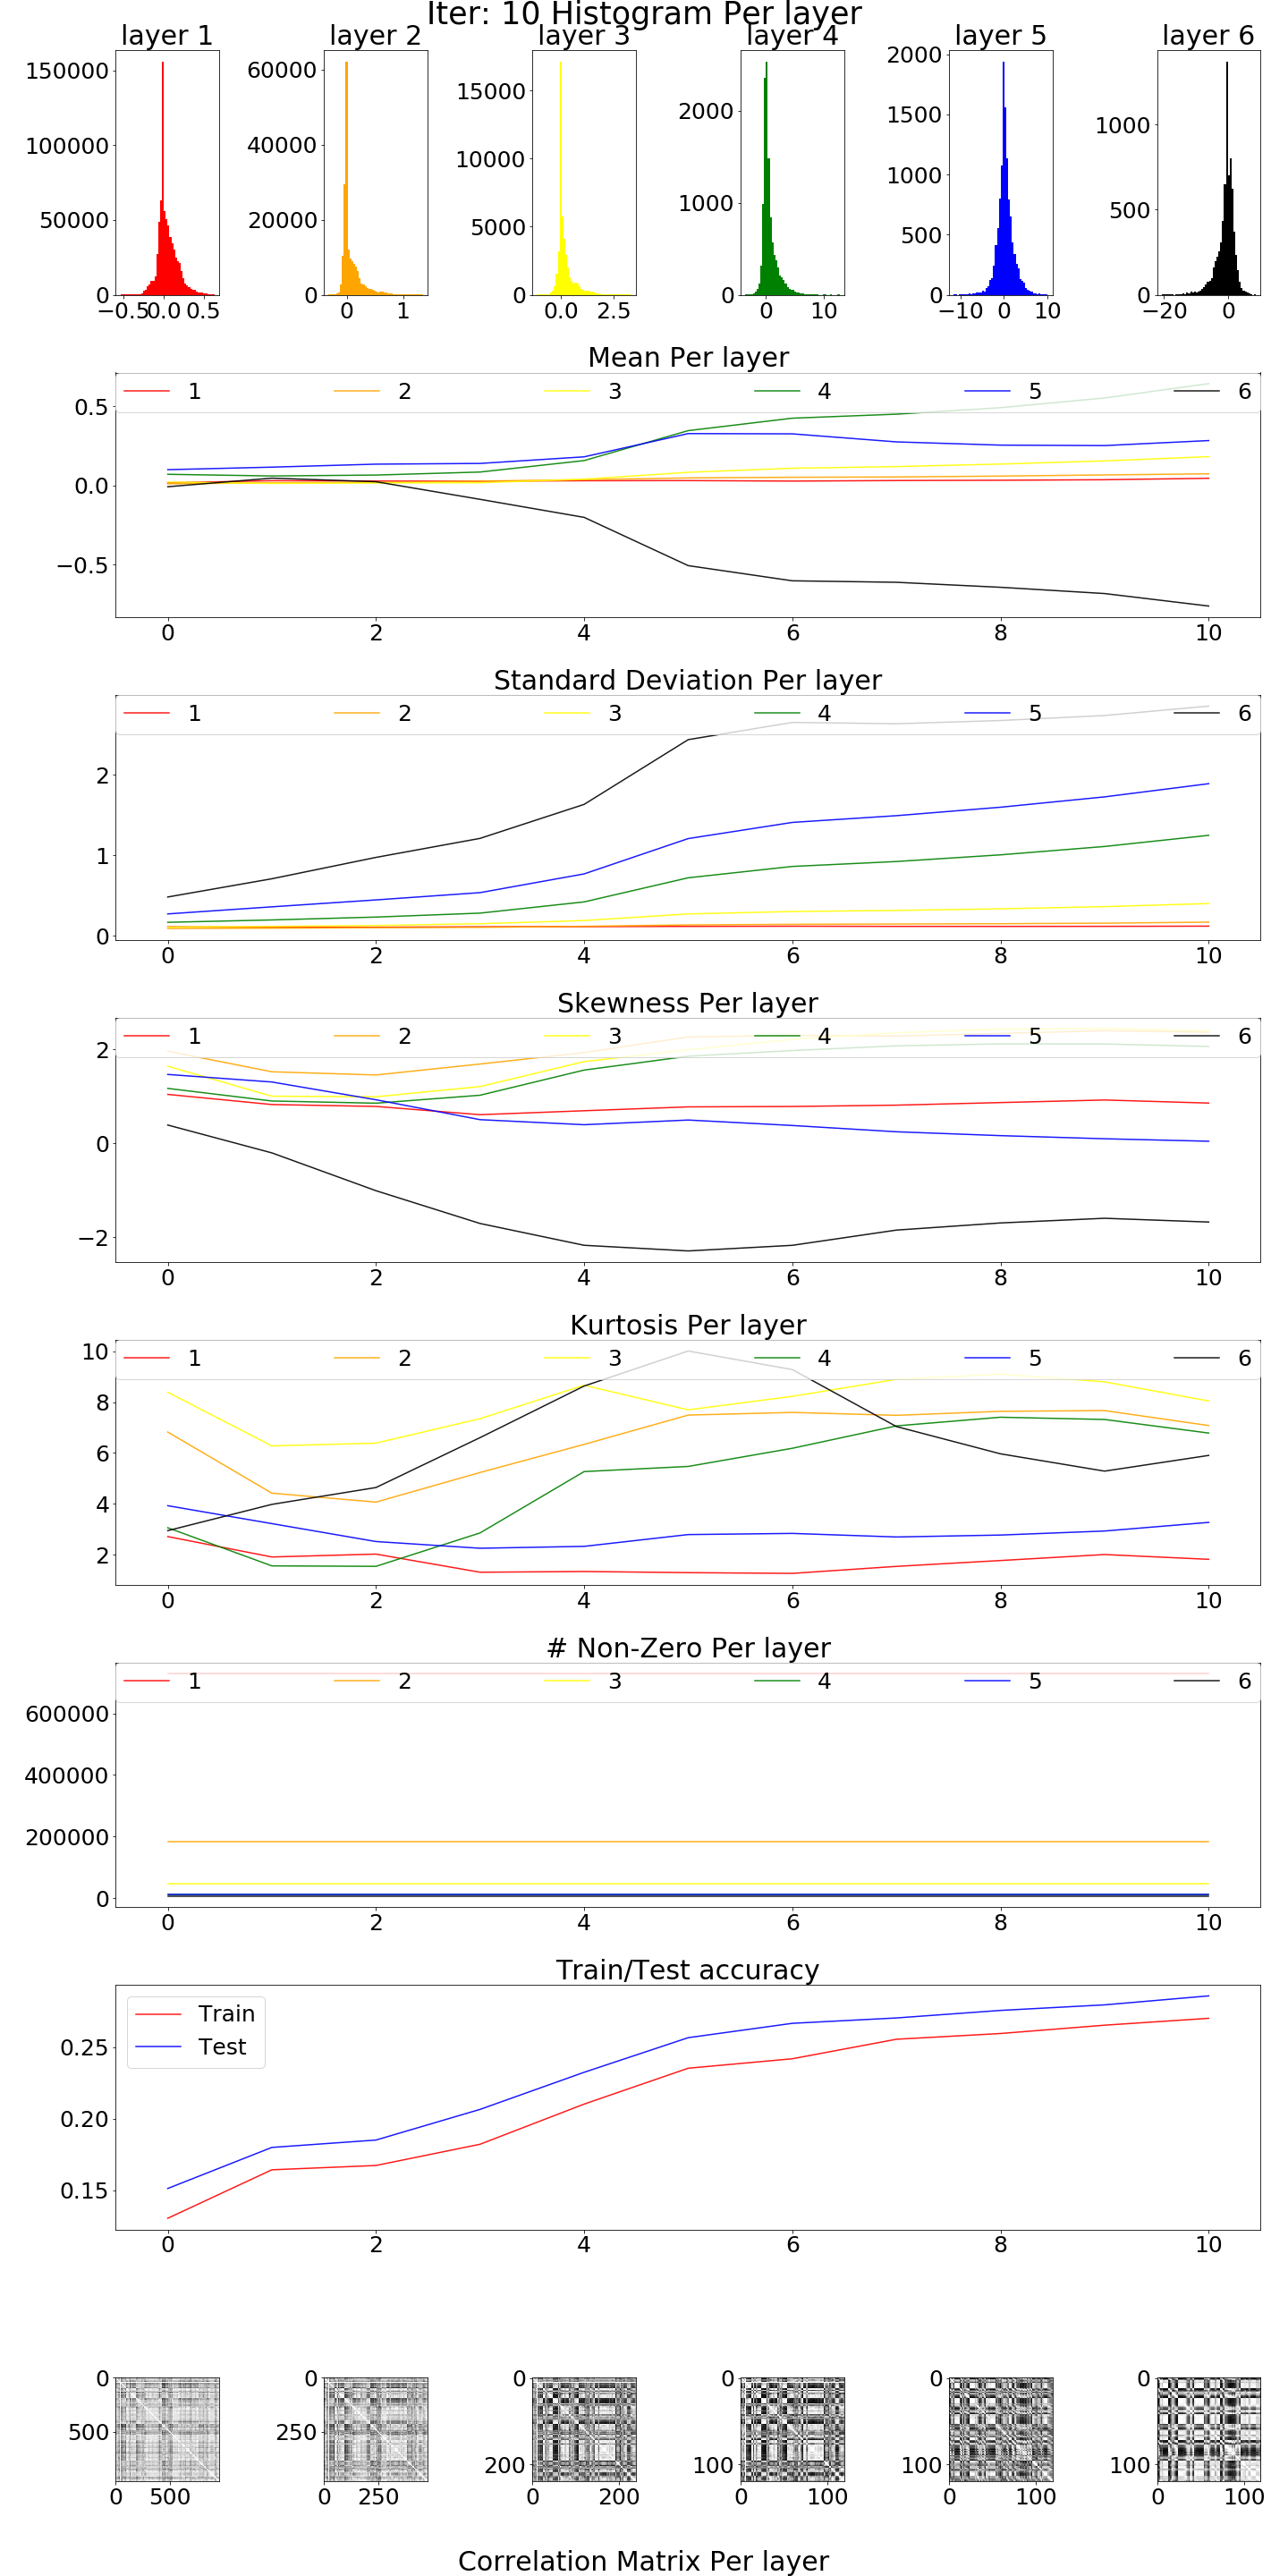 Iter: 10 Histogram Per layer
layer 1 layer 2 layer 3 layer 4 layer 5 layer 6
150000 100000 50000 0 −0.5 0.0 0.5
60000 40000 20000 0 0 1
15000 10000 5000 0 0.0 2.5
2000 1000 0 0 10
2000 1500 1000 500 0 −10 0 10
1000 500 0 −20 0
Mean Per layer
1 2 3 4 5 6
0.5
0.0
−0.5
0 2 4 6 8 10
Standard Deviation Per layer
1 2 3 4 5 6
2
1
0
0 2 4 6 8 10
Skewness Per layer
1 2 3 4 5 6
2
0
−2
0 2 4 6 8 10
Kurtosis Per layer
1 2 3 4 5 6
10
8
6
4
2
0 2 4 6 8 10
# Non-Zero Per layer
1 2 3 4 5 6
600000
400000
200000
0
0 2 4 6 8 10
Train/Test accuracy
Train
Test
0.25
0.20
0.15
0 2 4 6 8 10
0 500 0 500
0 250 0 250
0 200 0 200
0 100 0 100
0 100 0 100
0 100 0 100
Correlation Matrix Per layer